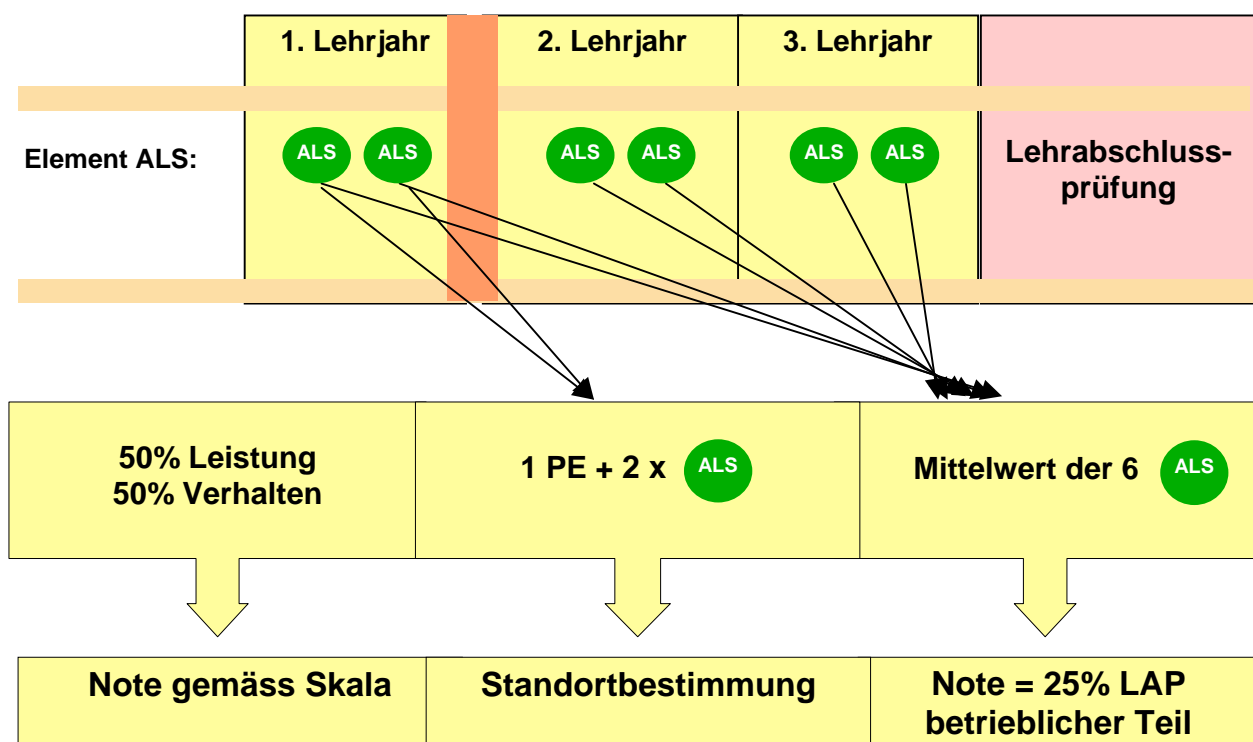 1. Lehrjahr
2. Lehrjahr
3. Lehrjahr
Element ALS:
ALS
ALS
ALS
ALS
ALS
ALS
Lehrabschluss-
prüfung
50% Leistung
50% Verhalten
1 PE + 2 x
ALS
Mittelwert der 6
ALS
Note gemäss Skala
Standortbestimmung
Note = 25% LAP
betrieblicher Teil